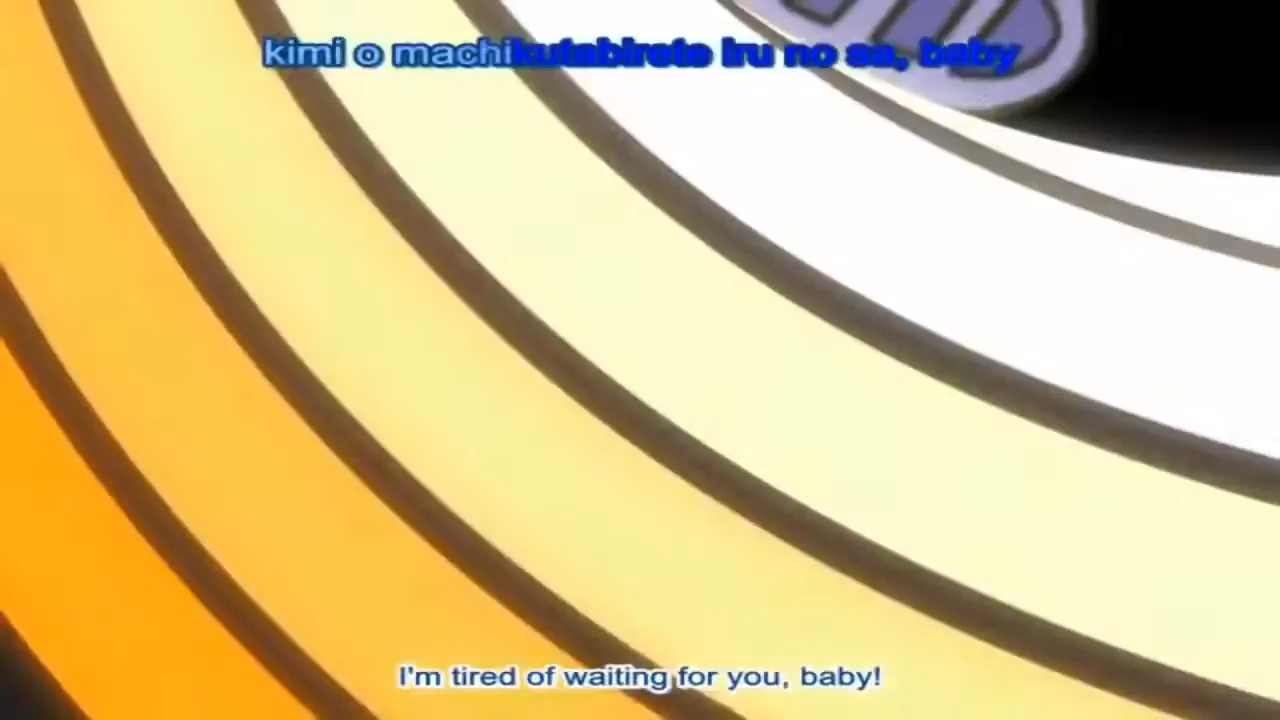 kimi o machikutabirete iru no sa, baby
I'm tired of waiting for you, baby!